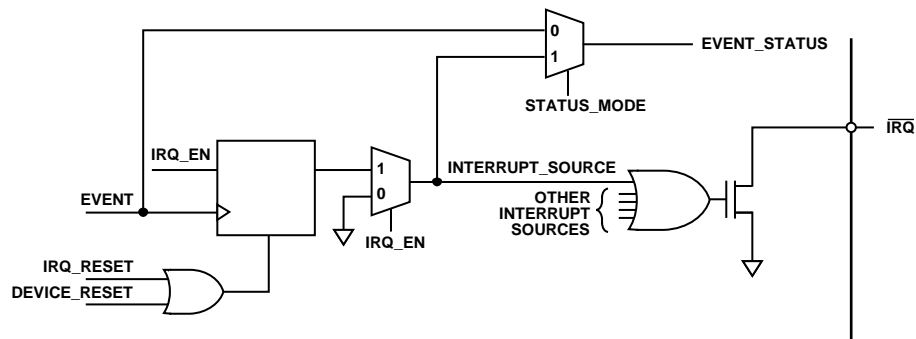 0
1
EVENT_STATUS
STATUS_MODE
IRQ
IRQ_EN
1
0
INTERRUPT_SOURCE
EVENT
OTHER
INTERRUPT
SOURCES
IRQ_EN
IRQ_RESET
DEVICE_RESET